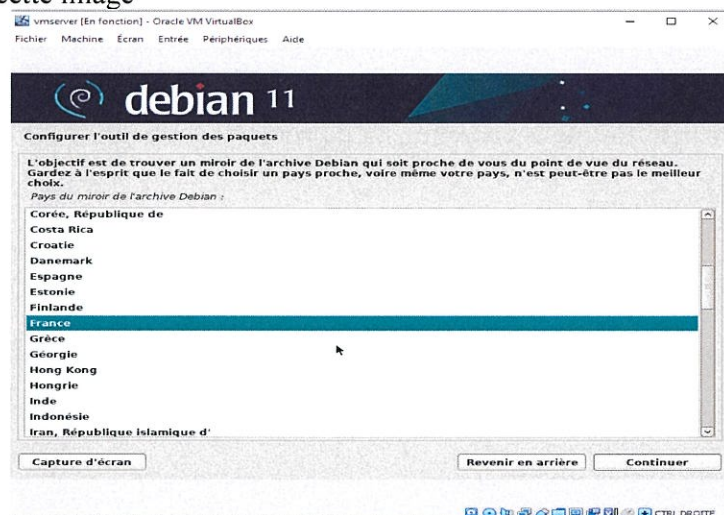 cette image
vmserver [En fonction] - Oracle VM VirtualBox
Fichier Machine Écran Entrée Périphériques Aide
debian 11
Configurer l'outil de gestion des paquets
L'objectif est de trouver un miroir de l'archive Debian qui soit proche de vous du point de vue du réseau.
Gardez à l'esprit que le fait de choisir un pays proche, voire même votre pays, n'est peut-être pas le meilleur
choix.
Pays du miroir de l'archive Debian :
Corée, République de
Costa Rica
Croatie
Danemark
Espagne
Estonie
Finlande
France
Grèce
Géorgie
Hong Kong
Hongrie
Inde
Indonésie
Iran, République islamique d'
Capture d'écran
Revenir en arrière
Continuer
CTRL DROITE